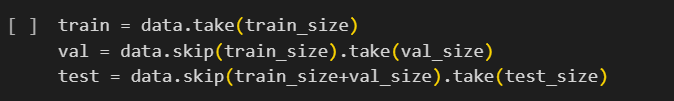 [ ] train = data.take(train_size)
val = data.skip(train_size).take(val_size)
test = data.skip(train_size+val_size).take(test_size)